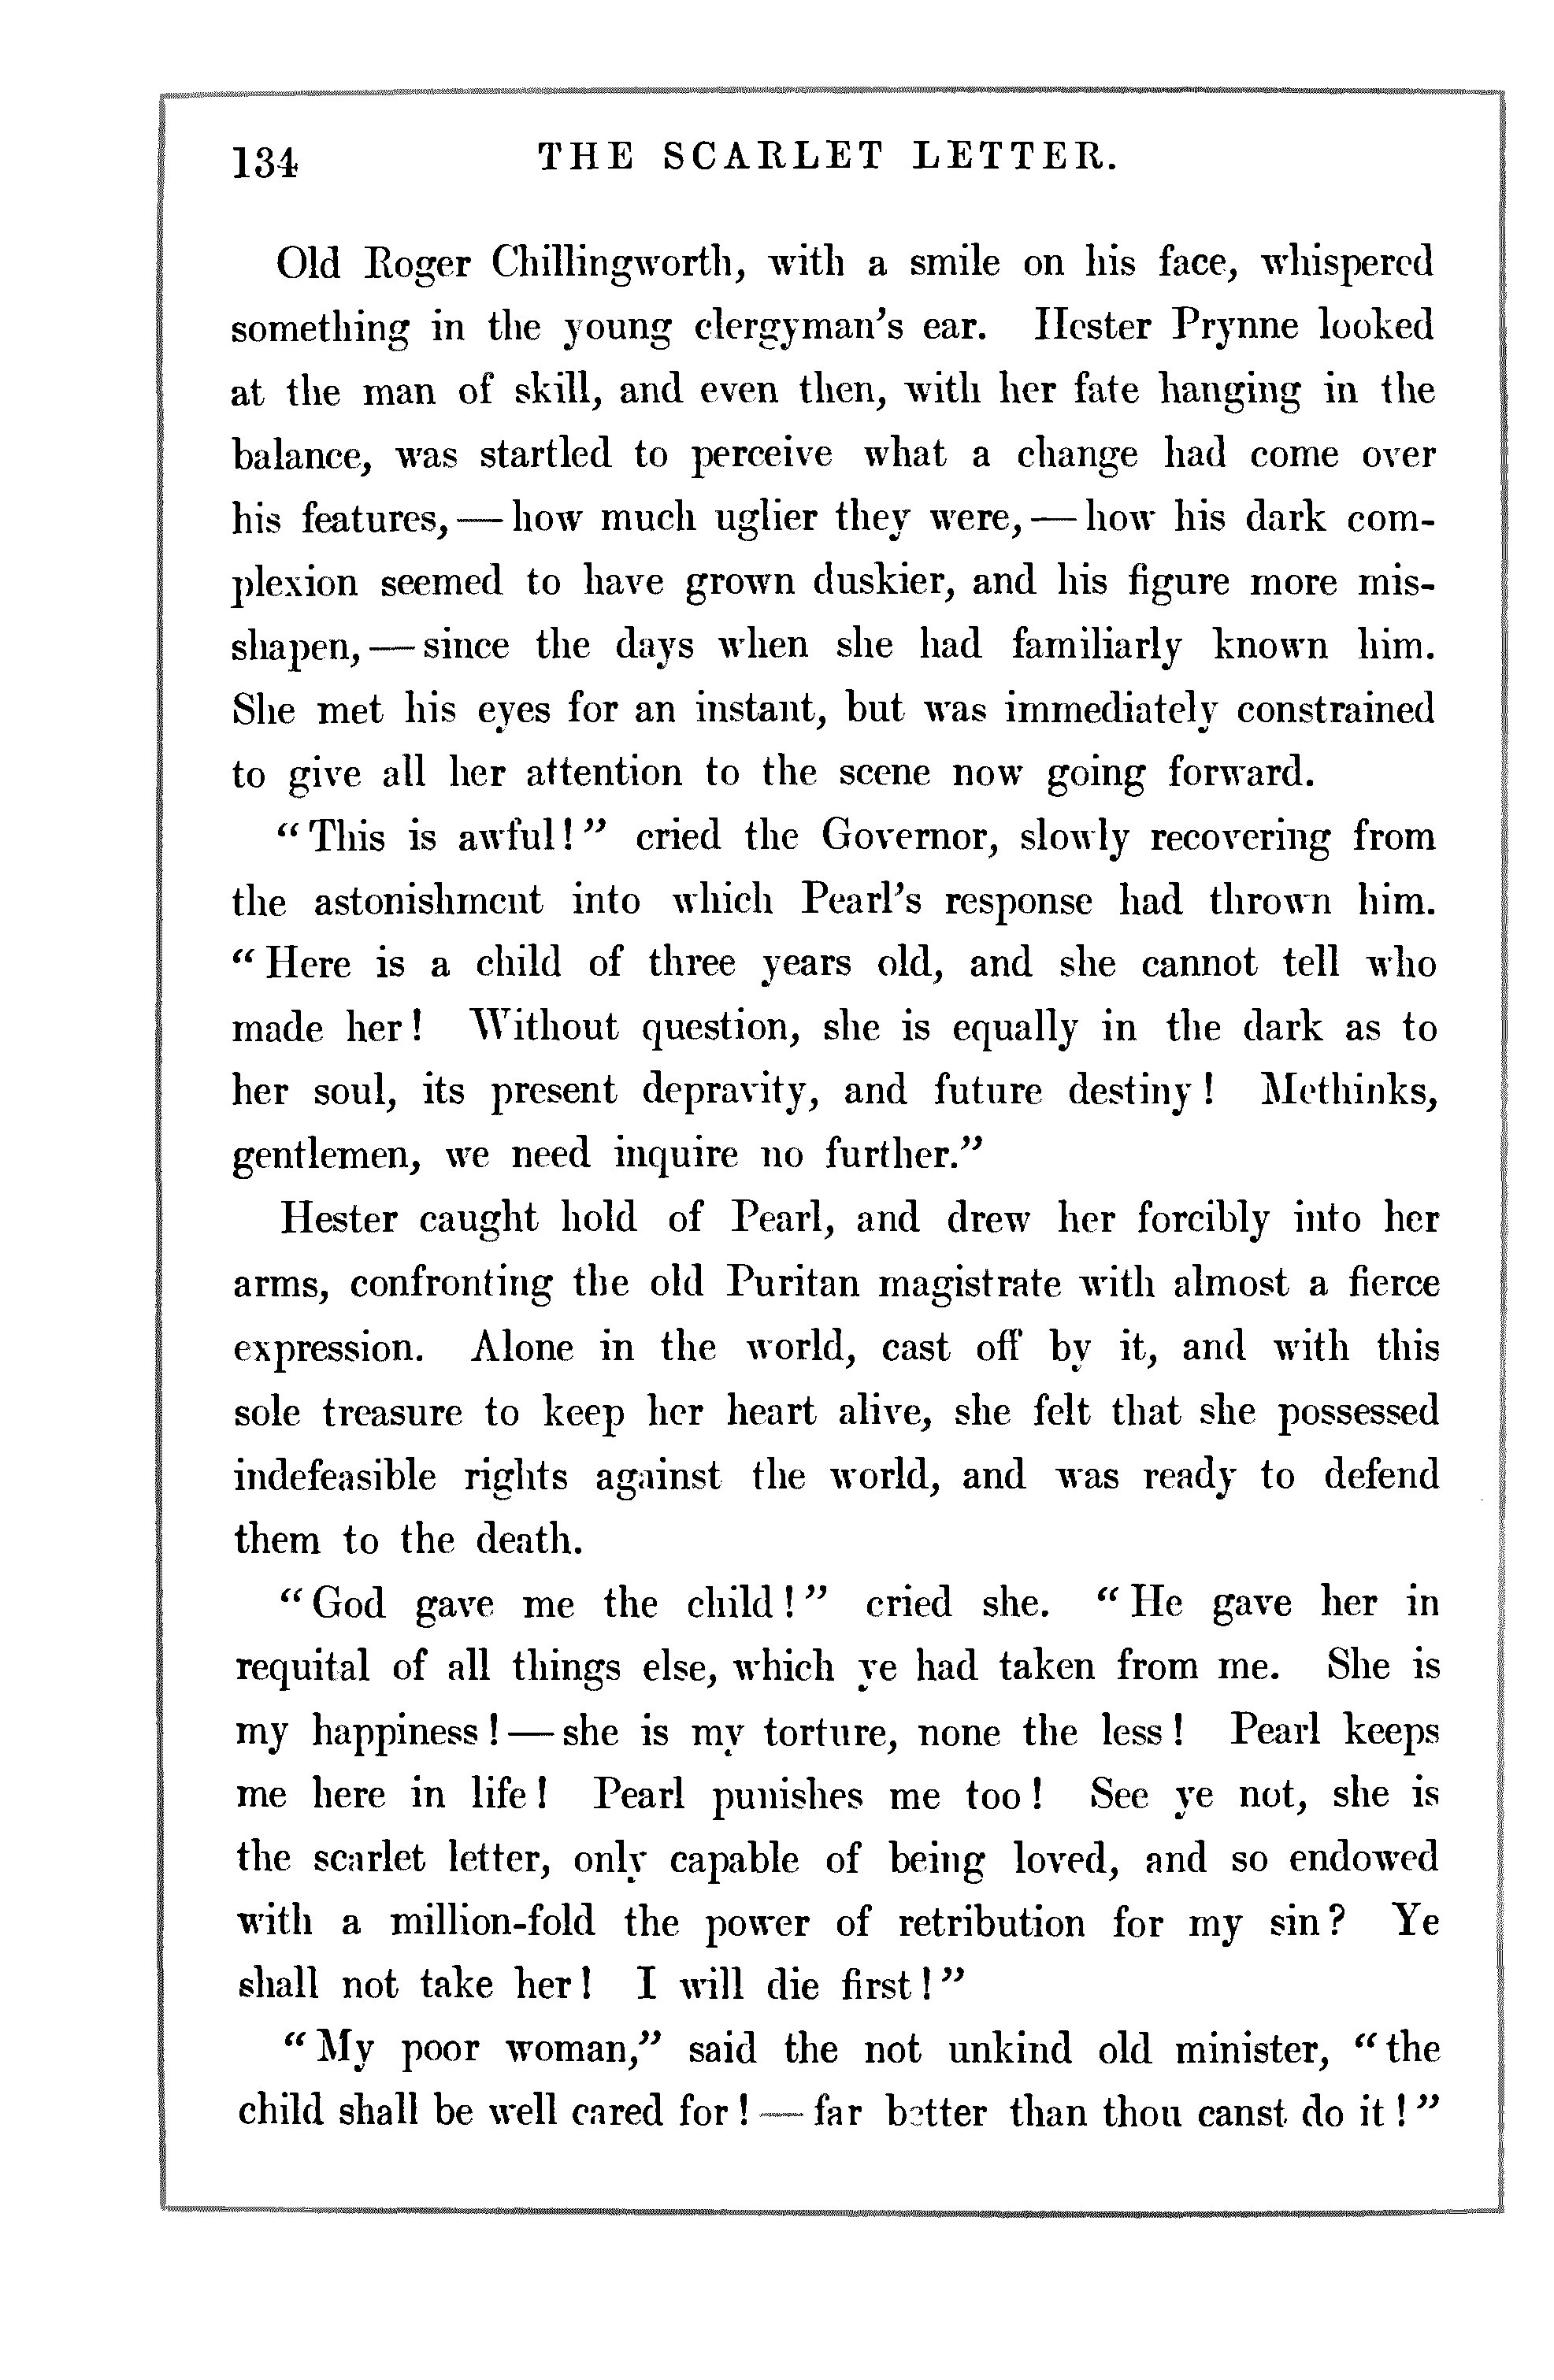 134 THE SCARLET LETTER.
Old Roger Chillingworth, with a smile on his face, whispered
something in the young clergyman's ear. Hester Prynne looked
at the man of skill, and even then, with her fate hanging in the
balance, was startled to perceive what a change had come over
his features, — how much uglier they were, — how his dark com-
plexion seemed to have grown duskier, and his figure more mis-
shapen, — since the days when she had familiarly known him.
She met his eyes for an instant, but was immediately constrained
to give all her attention to the scene now going forward.
“This is awful!” cried the Governor, slowly recovering from
the astonishment into which Pearl's response had thrown him.
“Here is a child of three years old, and she cannot tell who
made her! Without question, she is equally in the dark as to
her soul, its present depravity, and future destiny! Methinks,
gentlemen, we need inquire no further.”
Hester caught hold of Pearl, and drew her forcibly into her
arms, confronting the old Puritan magistrate with almost a fierce
expression. Alone in the world, cast off by it, and with this
sole treasure to keep her heart alive, she felt that she possessed
indefeasible rights against the world, and was ready to defend
them to the death.
“God gave me the child!” cried she. “He gave her in
requital of all things else, which ye had taken from me. She is
my happiness! — she is my torture, none the less! Pearl keeps
me here in life! Pearl punishes me too! See ye not, she is
the scarlet letter, only capable of being loved, and so endowed
with a million-fold the power of retribution for my sin? Ye
shall not take her! I will die first!”
“My poor woman,” said the not unkind old minister, “the
child shall be well cared for! — far better than thou canst do it!”